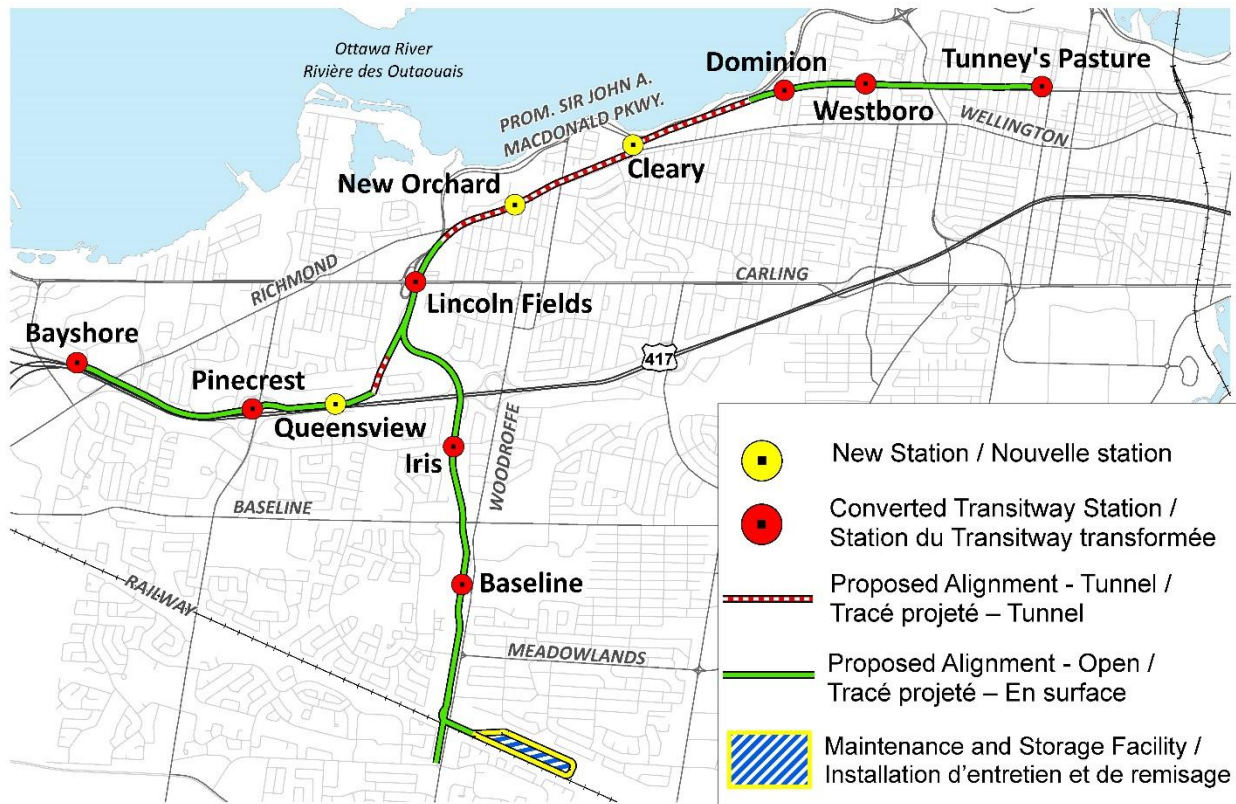 Ottawa River
Rivière des Outaouais
PROM. SIR JOHN A.
MACDONALD PKWY.
Dominion
Tunney's Pasture
Westboro
WELLINGTON
Cleary
New Orchard
RICHMOND
CARLING
Lincoln Fields
Bayshore
417
Pinecrest
Queensview
Iris
WOODROFFE
BASELINE
Baseline
RAILWAY
MEADOWLANDS
New Station / Nouvelle station
Converted Transitway Station /
Station du Transitway transformée
Proposed Alignment - Tunnel /
Tracé projeté – Tunnel
Proposed Alignment - Open /
Tracé projeté – En surface
Maintenance and Storage Facility /
Installation d'entretien et de remisage